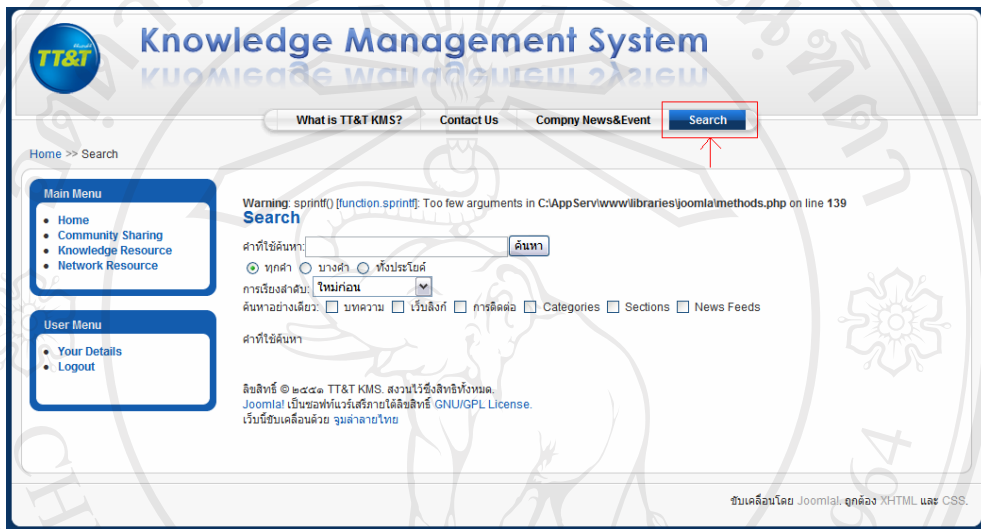 TT&T
Knowledge Management System
What is TT&T KMS? Contact Us Compny News&Event Search
Home >> Search
Main Menu
Home
Community Sharing
Knowledge Resource
Network Resource
User Menu
Your Details
Logout
Warning: sprintf() [function.sprintf]: Too few arguments in C:\AppServ\www\libraries\joomla\methods.php on line 139
Search
คำที่ใช้ค้นหา: ค้นหา
ทุกคำ บางคำ ทั้งประโยค
การเรียงลำดับ: ใหม่ก่อน
ค้นหาอย่างเดียว: บทความ เว็บลิงก์ การติดต่อ Categories Sections News Feeds
คำที่ใช้ค้นหา
ลิขสิทธิ์ © ๒๕๕๑ TT&T KMS. สงวนไว้ซึ่งสิทธิทั้งหมด.
Joomla! เป็นซอฟท์แวร์เสรีภายใต้ลิขสิทธิ์ GNU/GPL License.
เว็บนี้ขับเคลื่อนด้วย จูมล่าลายไทย
ขับเคลื่อนโดย Joomla!. ถูกต้อง XHTML และ CSS.